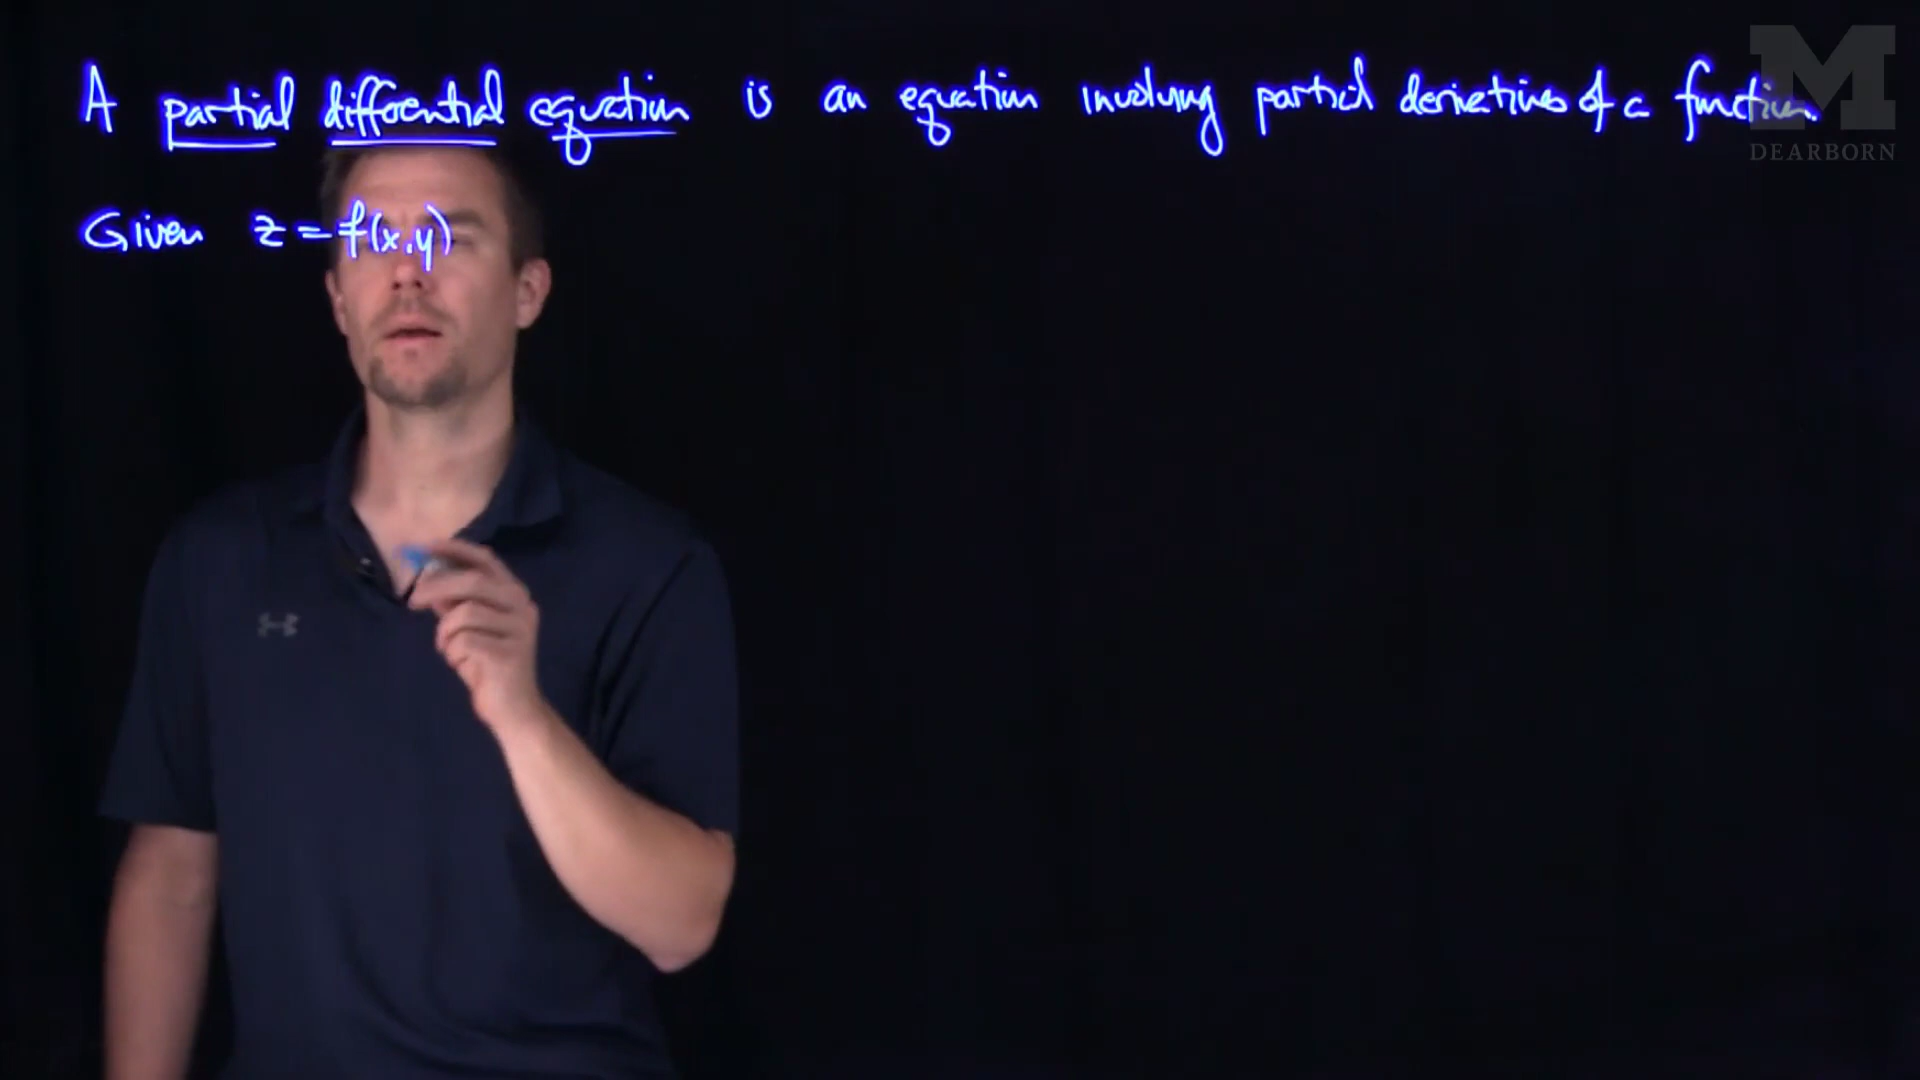 A partial differential equation is an equation involving partial derivatives of a function.
M
DEARBORN
Given z = f(x,y)